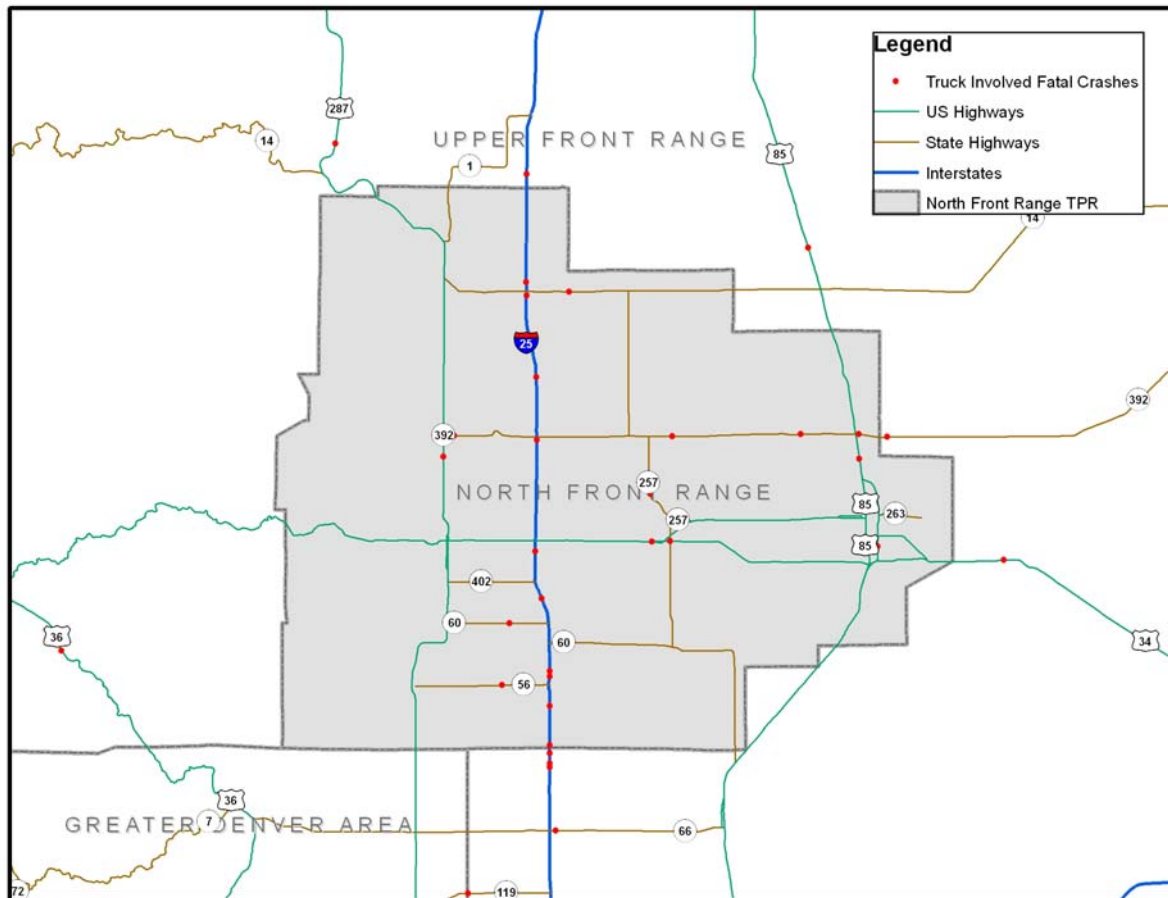 Legend
Truck Involved Fatal Crashes
US Highways
State Highways
Interstates
North Front Range TPR
287
14
UPPER FRONT RANGE
85
1
14
25
392
392
257
NORTH FRONT RANGE
85
263
257
85
402
60
60
36
34
56
36
7
GREATER DENVER AREA
66
72
119